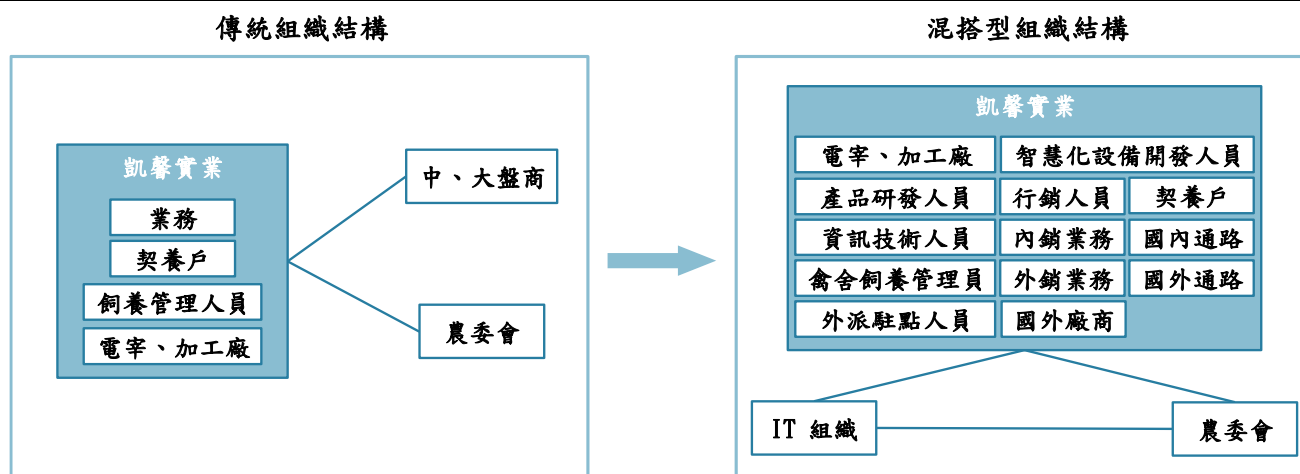 傳統組織結構
凱馨實業
業務
契養戶
飼養管理人員
電宰、加工廠
中、大盤商
農委會
混搭型組織結構
凱馨實業
電宰、加工廠
智慧化設備開發人員
產品研發人員
行銷人員
契養戶
資訊技術人員
內銷業務
國內通路
禽舍飼養管理員
外銷業務
國外通路
外派駐點人員
國外廠商
IT 組織
農委會